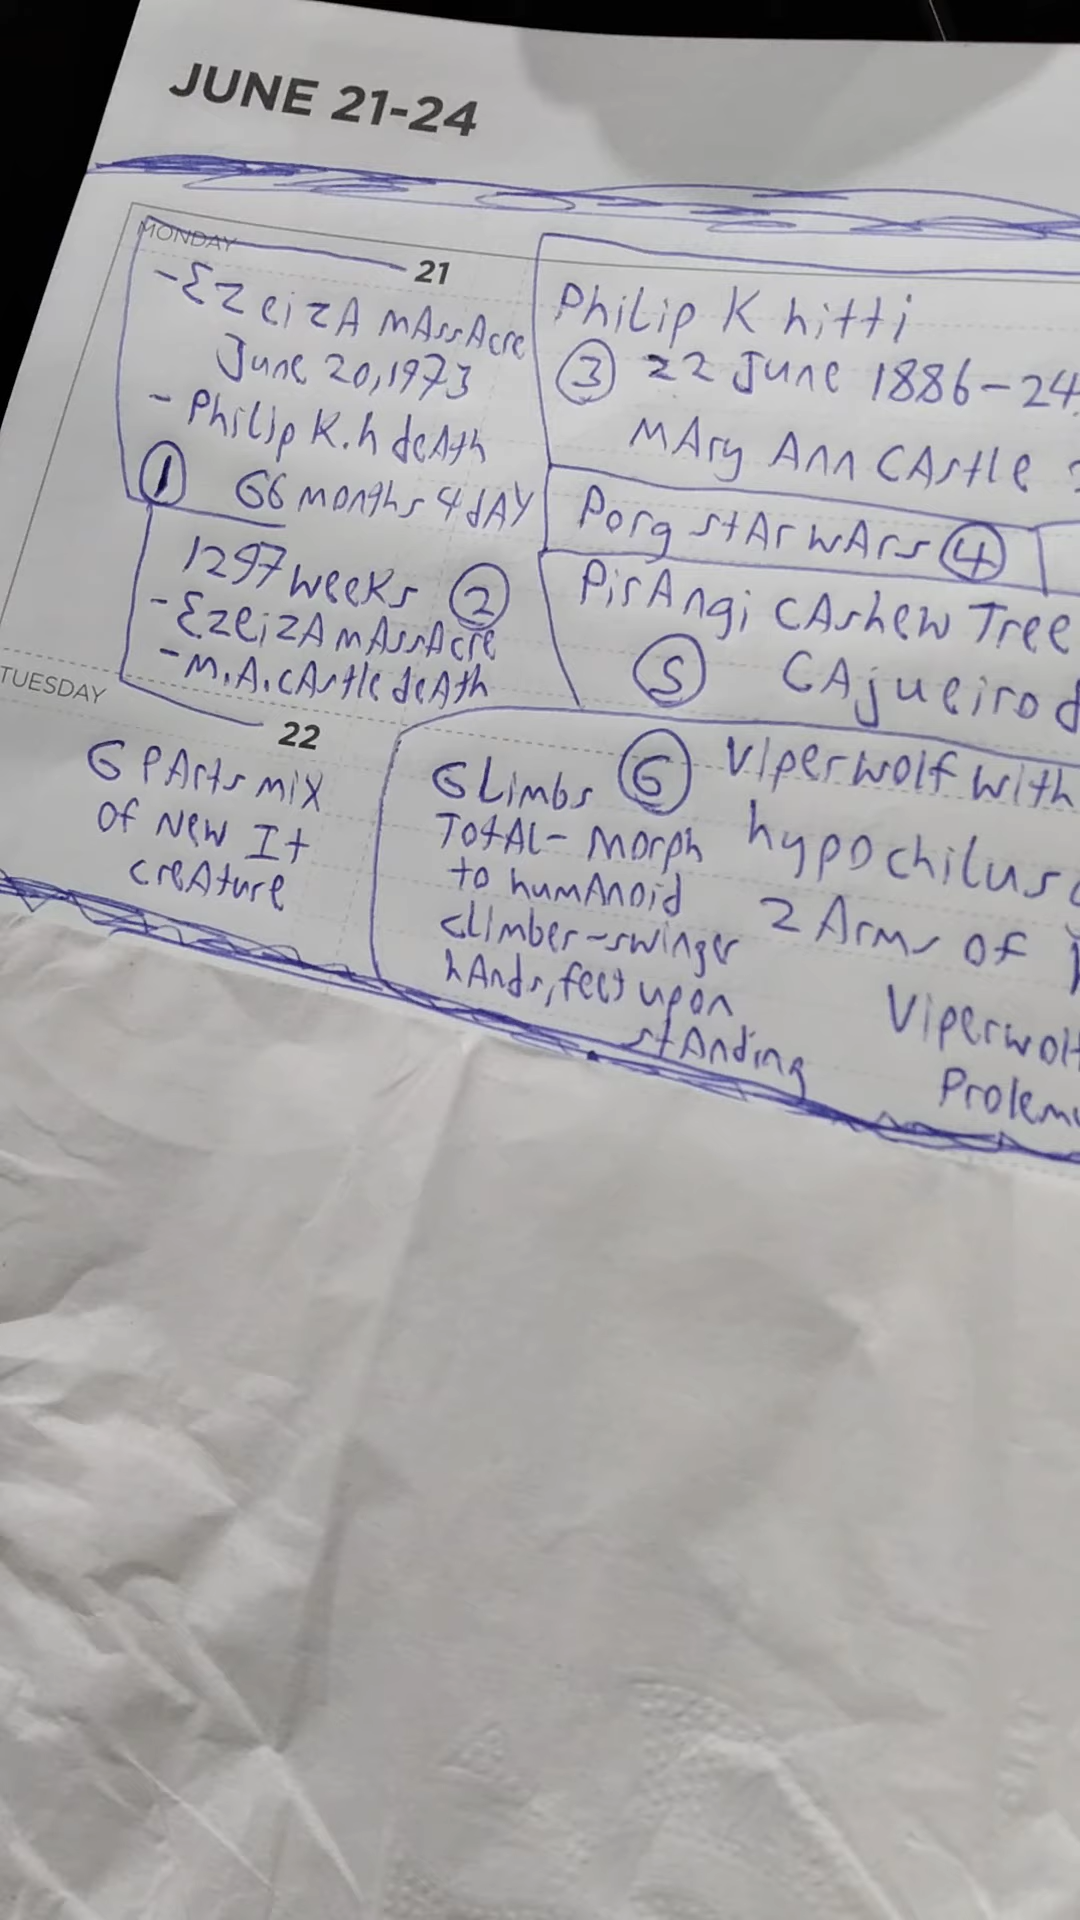 JUNE 21-24
MONDAY
21
- EzeizA mAssAcre
June 20, 1973
- Philip K.h deAth
1 66 months 4 dAY
1297 weeks 2
- EzeizA mAssAcre
- M.A. cAstle deAth
Philip K hitti
3 22 June 1886 - 24
MAry Ann CAstle
Porg stAr wArs 4
PirAngi cAshew Tree
5 CAjueiro d
TUESDAY
22
6 PArts mix
of New It
creAture
6 Limbs 6
TotAL - morph
to humAnoid
climber-swinger
hAnds, feet upon
stAnding
Viperwolf with
hypochilus
2 Arms of
Viperwolf
Prolem